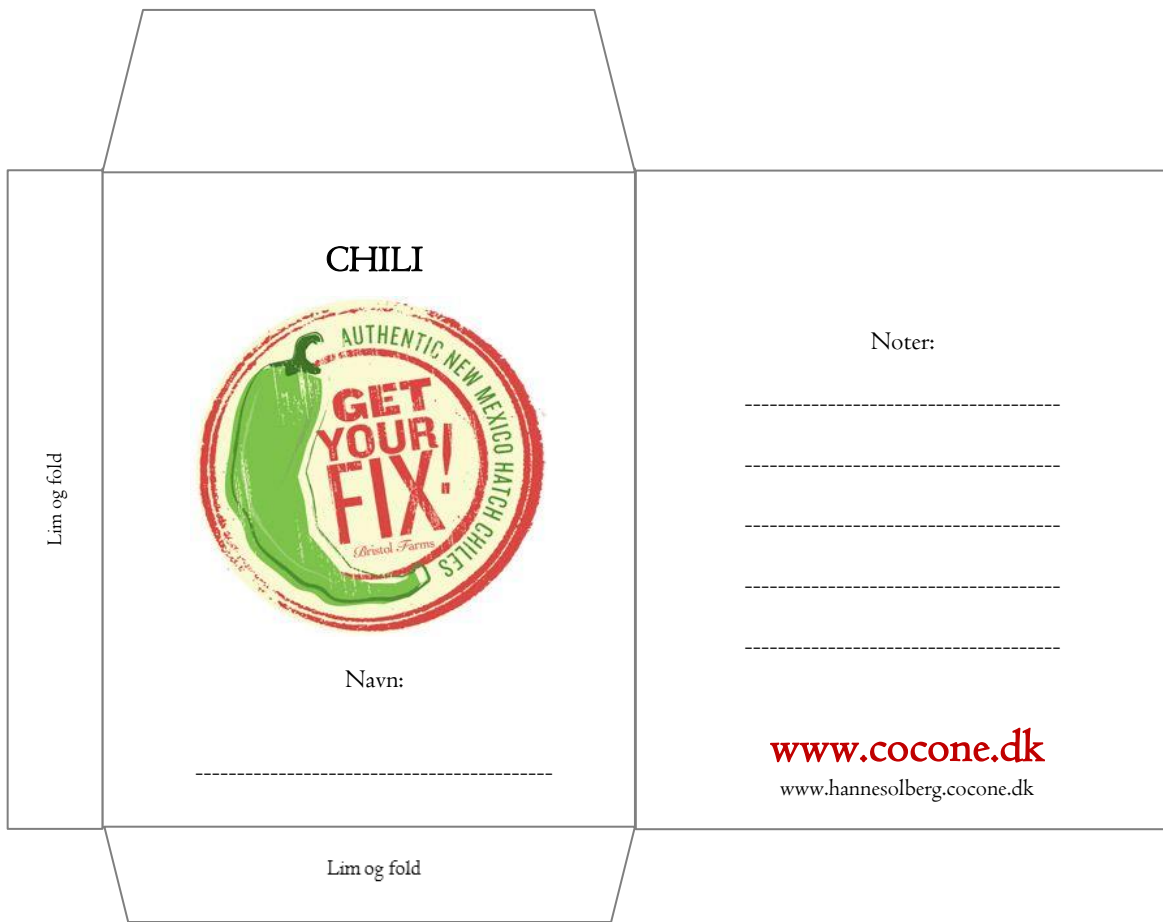 Lim og fold
CHILI
AUTHENTIC NEW MEXICO HATCH CHILES
GET
YOUR
FIX!
Bristol Farms
Navn:
Lim og fold
Noter:
www.cocone.dk
www.hannesolberg.cocone.dk